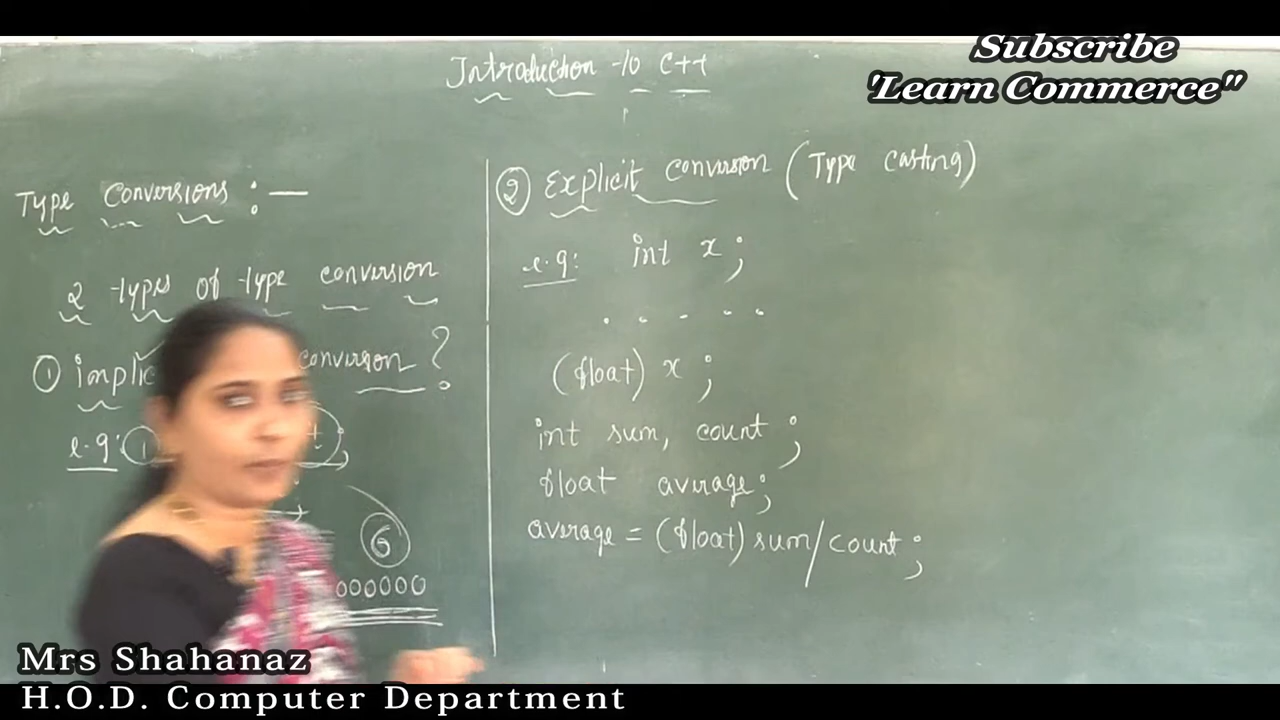 Subscribe
'Learn Commerce"
Introduction to C++
Type Conversions :—
2 types of type conversion
① implic conversion ?
e.g: ①
6
000000
② Explicit conversion (Type casting)
e.g: int x ;
. . . . .
(float) x ;
int sum, count ;
float average;
average = (float) sum/count ;
Mrs Shahanaz
H.O.D. Computer Department